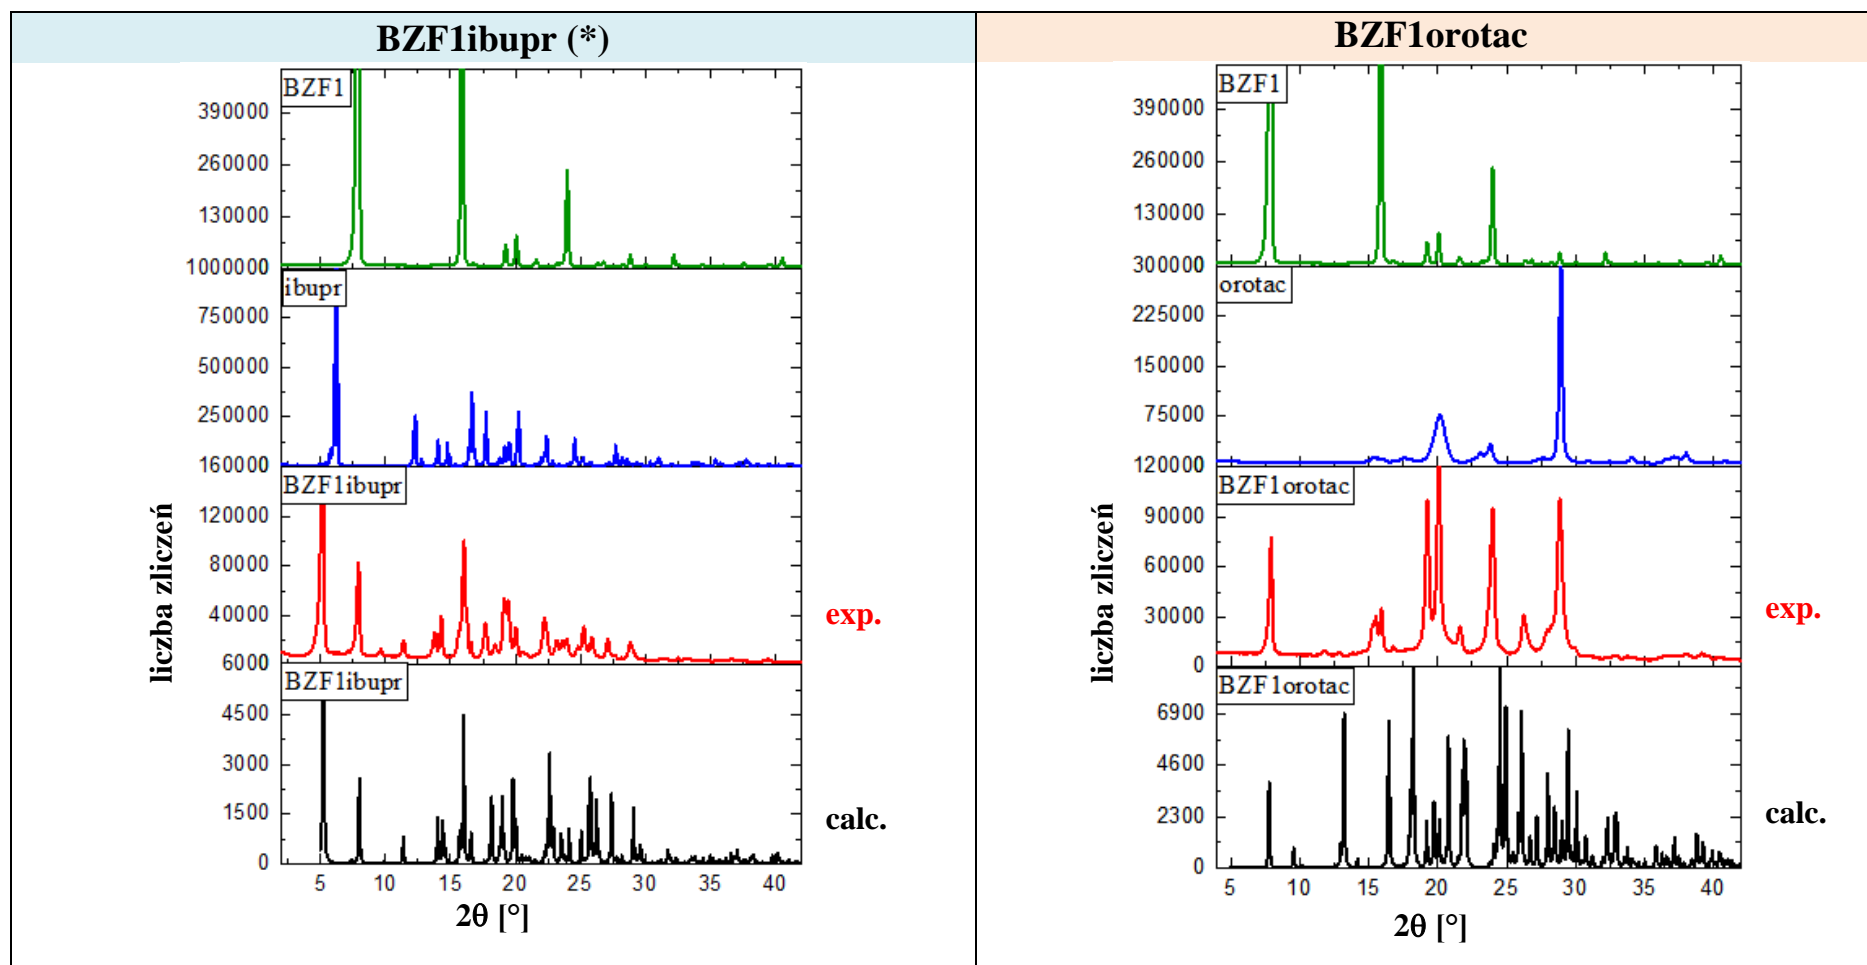 BZF1ibupr (*)
BZF1
390000
260000
130000
1000000
ibupr
750000
500000
250000
160000
BZF1ibupr
120000
80000
40000
6000
BZF1ibupr
4500
3000
1500
0
5 10 15 20 25 30 35 40
2θ [°]
liczba zliczeń
exp.
calc.
BZF1orotac
BZF1
390000
260000
130000
300000
orotac
225000
150000
75000
120000
BZF1orotac
90000
60000
30000
0
BZF1orotac
6900
4600
2300
0
5 10 15 20 25 30 35 40
2θ [°]
liczba zliczeń
exp.
calc.